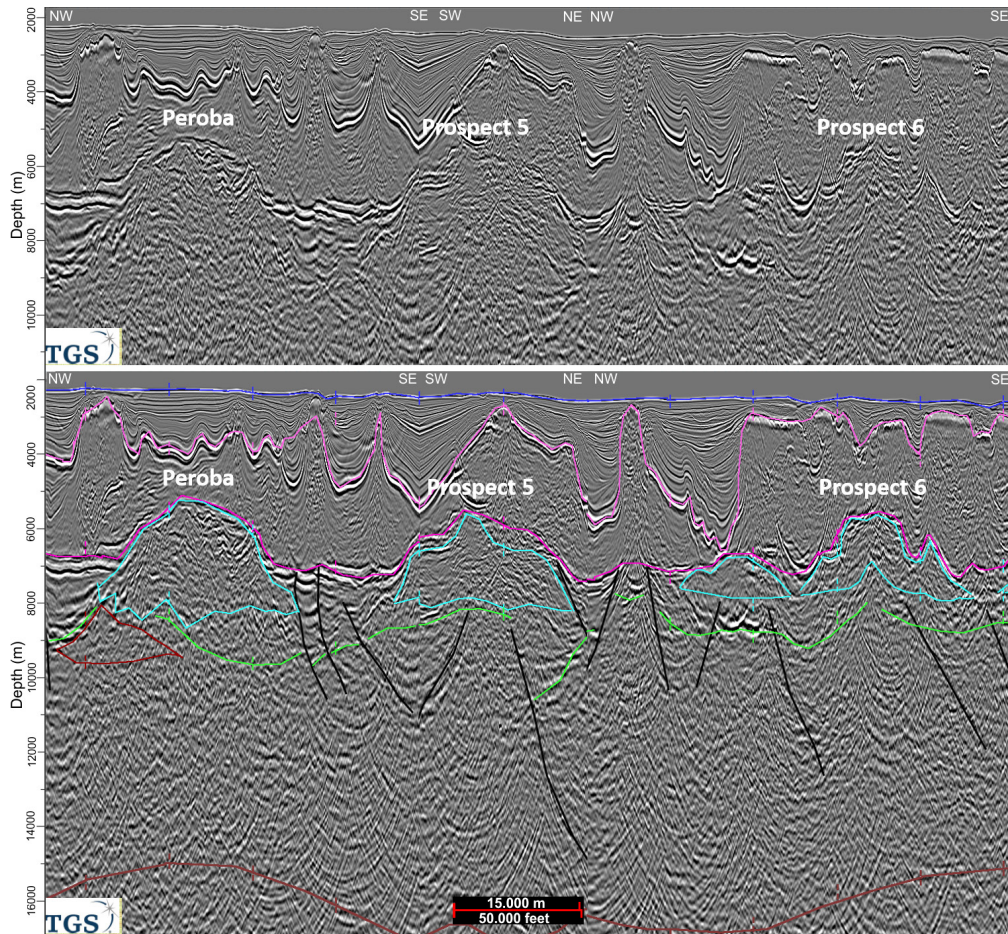 NW SE SW NE NW SE
2000
4000
6000
8000
10000
Depth (m)
Peroba
Prospect 5
Prospect 6
TGS
NW SE SW NE NW SE
2000
4000
6000
8000
10000
12000
14000
16000
Depth (m)
Peroba
Prospect 5
Prospect 6
TGS
15.000 m
50.000 feet